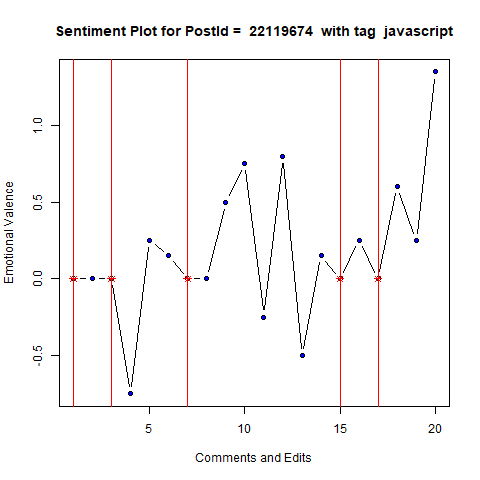 Sentiment Plot for PostId =  22119674  with tag  javascript
Emotional Valence
1.0
0.5
0.0
-0.5
5
10
15
20
Comments and Edits